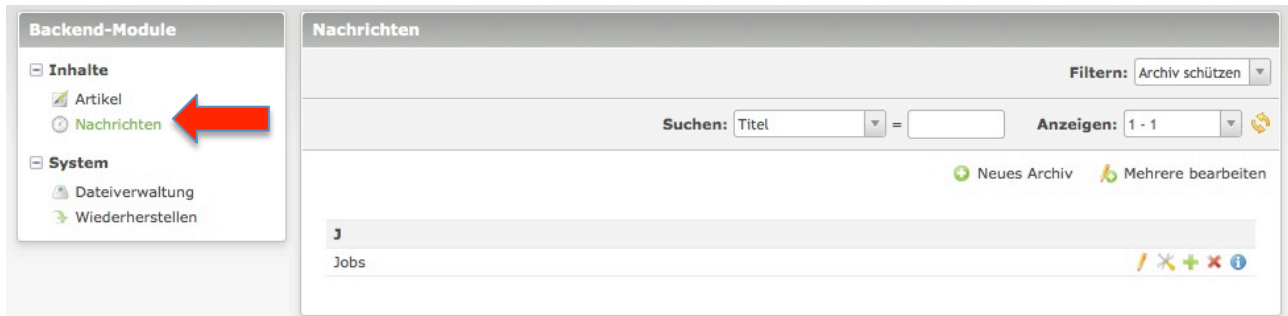 Backend-Module
Inhalte
Artikel
Nachrichten
System
Dateiverwaltung
Wiederherstellen
Nachrichten
Filtern: Archiv schützen
Suchen: Titel = Anzeigen: 1 - 1
Neues Archiv Mehrere bearbeiten
J
Jobs